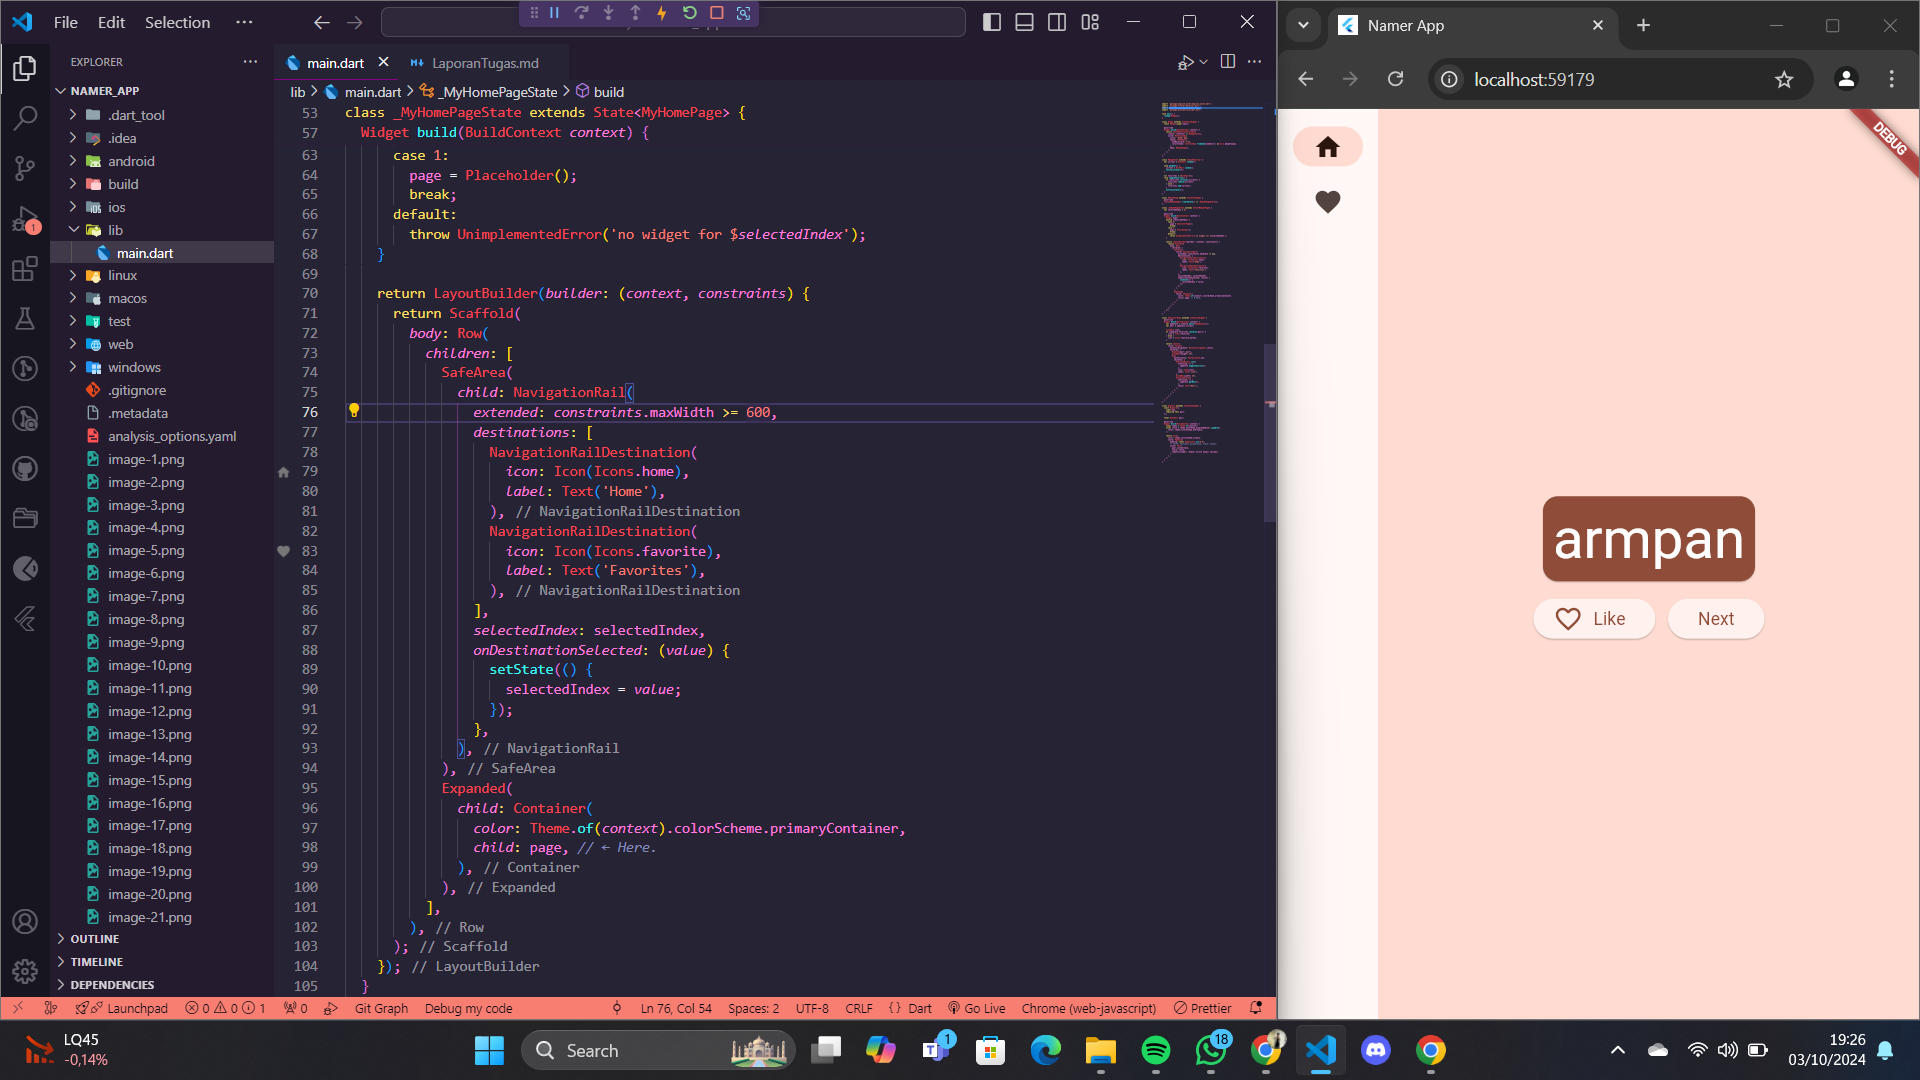 File Edit Selection ···
EXPLORER
NAMER_APP
.dart_tool
.idea
android
build
ios
lib
main.dart
linux
macos
test
web
windows
.gitignore
.metadata
analysis_options.yaml
image-1.png
image-2.png
image-3.png
image-4.png
image-5.png
image-6.png
image-7.png
image-8.png
image-9.png
image-10.png
image-11.png
image-12.png
image-13.png
image-14.png
image-15.png
image-16.png
image-17.png
image-18.png
image-19.png
image-20.png
image-21.png
OUTLINE
TIMELINE
DEPENDENCIES
1
main.dart
LaporanTugas.md
lib > main.dart > _MyHomePageState > build
53 class _MyHomePageState extends State<MyHomePage> {
57 Widget build(BuildContext context) {
63 case 1:
64 page = Placeholder();
65 break;
66 default:
67 throw UnimplementedError('no widget for $selectedIndex');
68 }
69
70 return LayoutBuilder(builder: (context, constraints) {
71 return Scaffold(
72 body: Row(
73 children: [
74 SafeArea(
75 child: NavigationRail(
76 extended: constraints.maxWidth >= 600,
77 destinations: [
78 NavigationRailDestination(
79 icon: Icon(Icons.home),
80 label: Text('Home'),
81 ), // NavigationRailDestination
82 NavigationRailDestination(
83 icon: Icon(Icons.favorite),
84 label: Text('Favorites'),
85 ), // NavigationRailDestination
86 ],
87 selectedIndex: selectedIndex,
88 onDestinationSelected: (value) {
89 setState(() {
90 selectedIndex = value;
91 });
92 },
93 ), // NavigationRail
94 ), // SafeArea
95 Expanded(
96 child: Container(
97 color: Theme.of(context).colorScheme.primaryContainer,
98 child: page, // ← Here.
99 ), // Container
100 ), // Expanded
101 ],
102 ), // Row
103 ); // Scaffold
104 }); // LayoutBuilder
105 }
Launchpad 0 0 1 0 Git Graph Debug my code Ln 76, Col 54 Spaces: 2 UTF-8 CRLF {} Dart Go Live Chrome (web-javascript) Prettier
Namer App
localhost:59179
DEBUG
armpan
Like
Next
LQ45
-0,14%
Search
1
18
19:26
03/10/2024